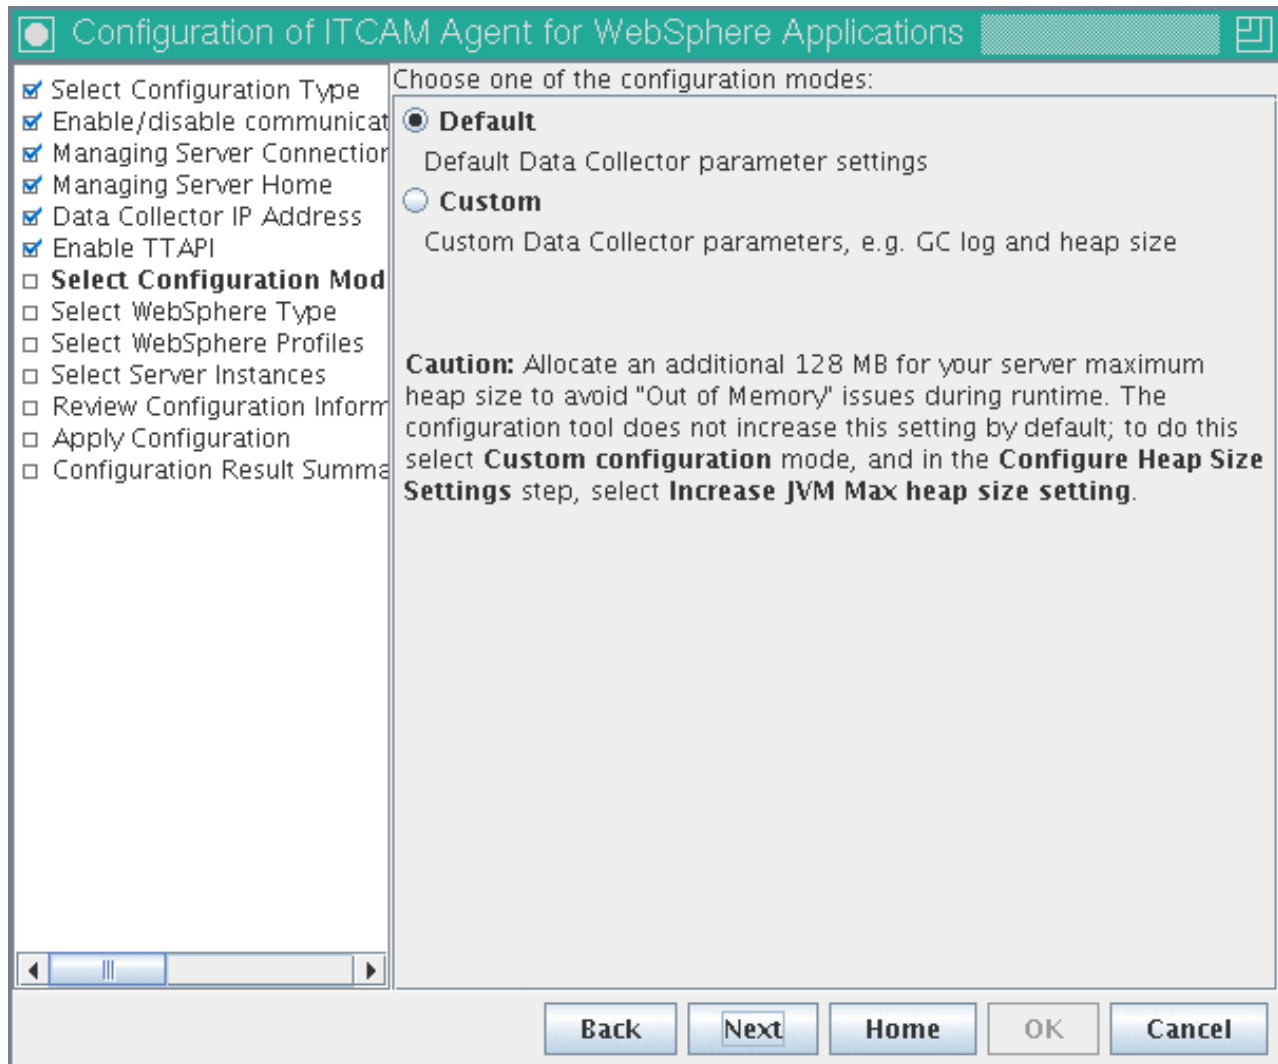 Configuration of ITCAM Agent for WebSphere Applications
Select Configuration Type
Enable/disable communicat
Managing Server Connection
Managing Server Home
Data Collector IP Address
Enable TTAPI
Select Configuration Mod
Select WebSphere Type
Select WebSphere Profiles
Select Server Instances
Review Configuration Inform
Apply Configuration
Configuration Result Summa
Choose one of the configuration modes:
Default
Default Data Collector parameter settings
Custom
Custom Data Collector parameters, e.g. GC log and heap size
Caution: Allocate an additional 128 MB for your server maximum
heap size to avoid "Out of Memory" issues during runtime. The
configuration tool does not increase this setting by default; to do this
select Custom configuration mode, and in the Configure Heap Size
Settings step, select Increase JVM Max heap size setting.
Back Next Home OK Cancel